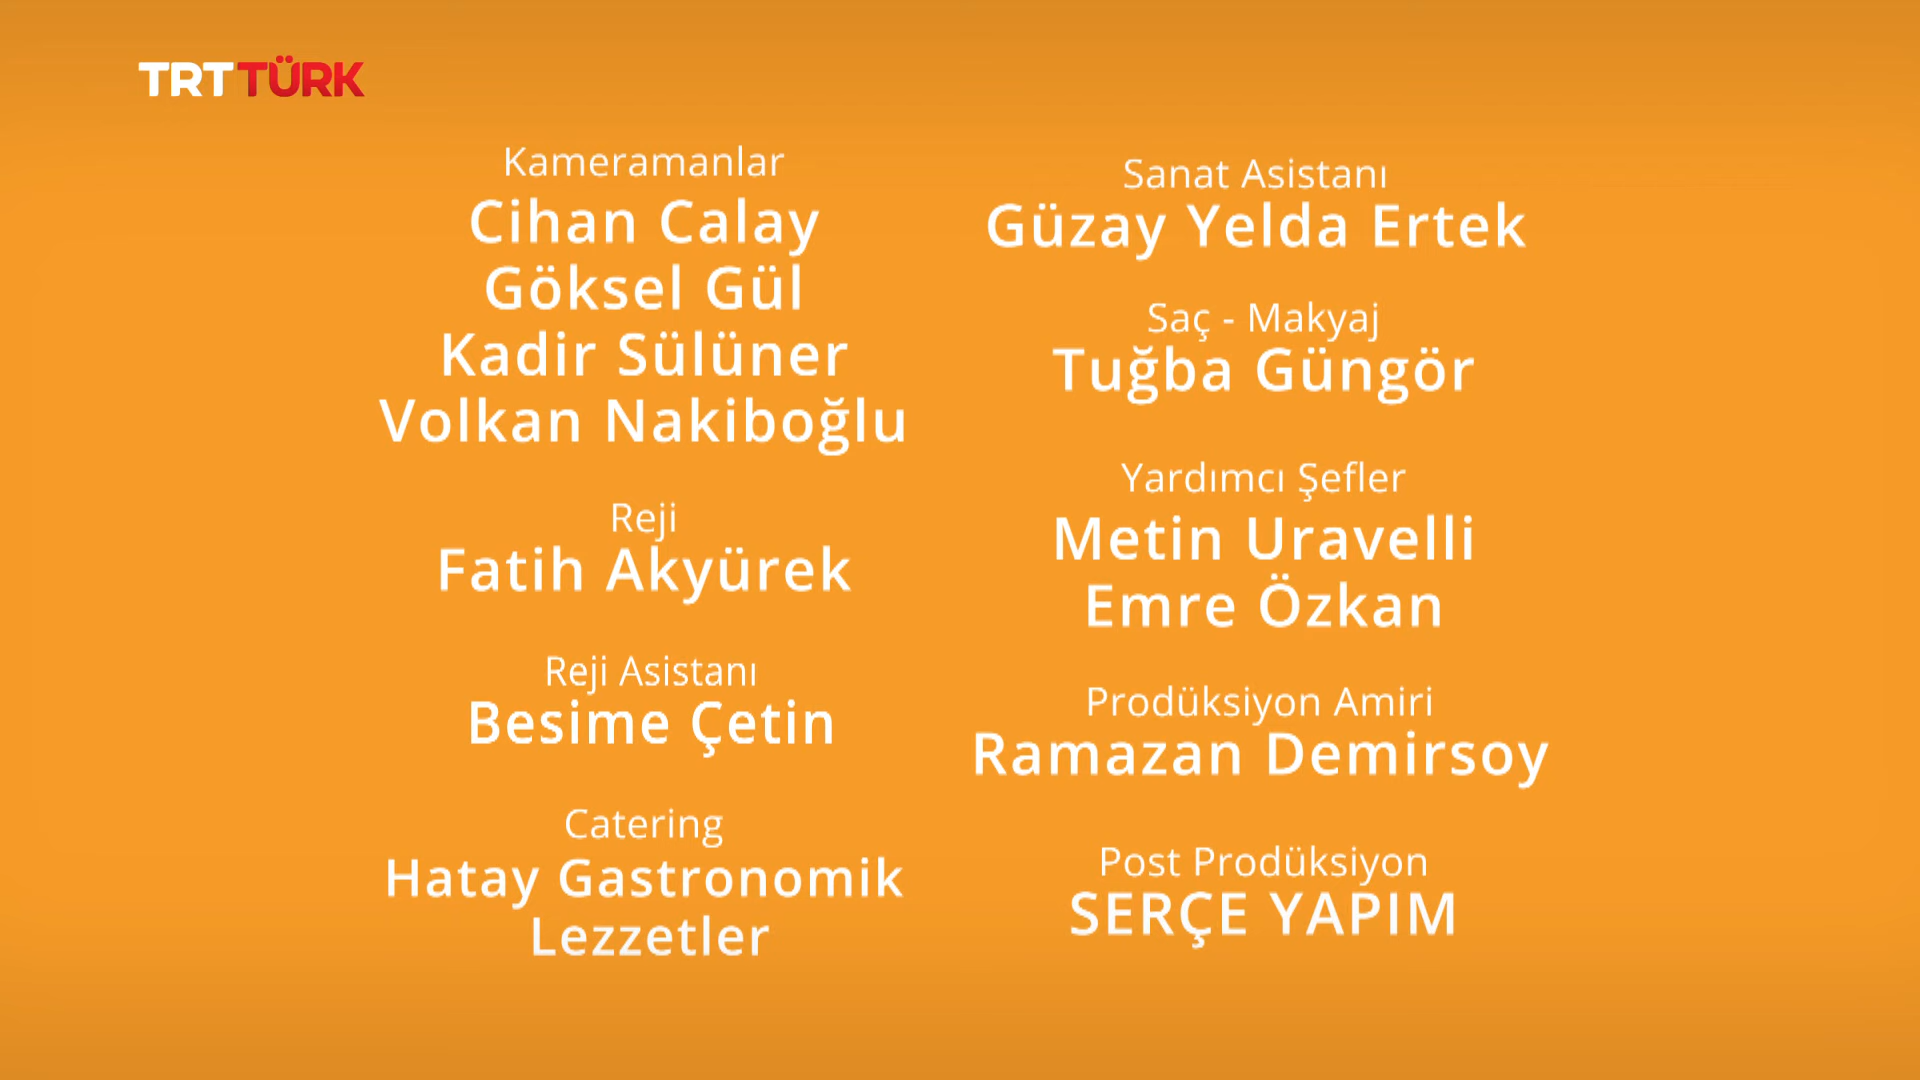 TRT TÜRK
Kameramanlar
Cihan Calay
Göksel Gül
Kadir Sülüner
Volkan Nakiboğlu
Reji
Fatih Akyürek
Reji Asistanı
Besime Çetin
Catering
Hatay Gastronomik
Lezzetler
Sanat Asistanı
Güzay Yelda Ertek
Saç - Makyaj
Tuğba Güngör
Yardımcı Şefler
Metin Uravelli
Emre Özkan
Prodüksiyon Amiri
Ramazan Demirsoy
Post Prodüksiyon
SERÇE YAPIM